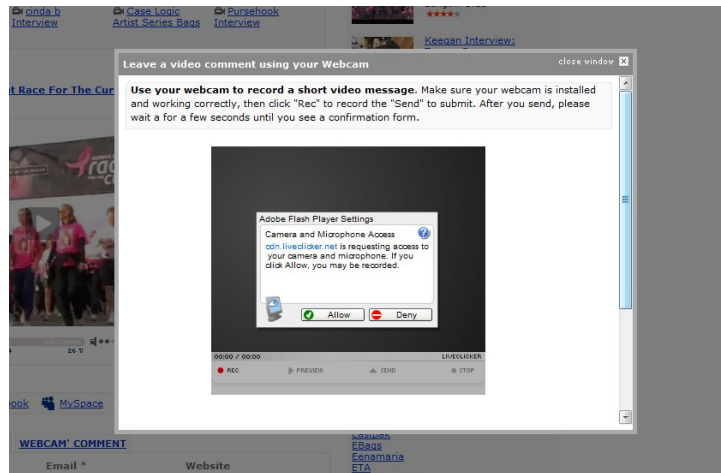 cinda b
Interview
Case Logic
Artist Series Bags
Pursehook
Interview
Keegan Interview:
Leave a video comment using your Webcam
close window
t Race For The Cur
Use your webcam to record a short video message. Make sure your webcam is installed
and working correctly, then click "Rec" to record the "Send" to submit. After you send, please
wait a for a few seconds until you see a confirmation form.
Adobe Flash Player Settings
Camera and Microphone Access
cdn.liveclicker.net is requesting access to
your camera and microphone. If you
click Allow, you may be recorded.
Allow
Deny
00:00 / 00:00
LIVECLICKER
REC
PREVIEW
SEND
STOP
ook
MySpace
WEBCAM' COMMENT
Email *
Website
EBags
Eenamaria
ETA